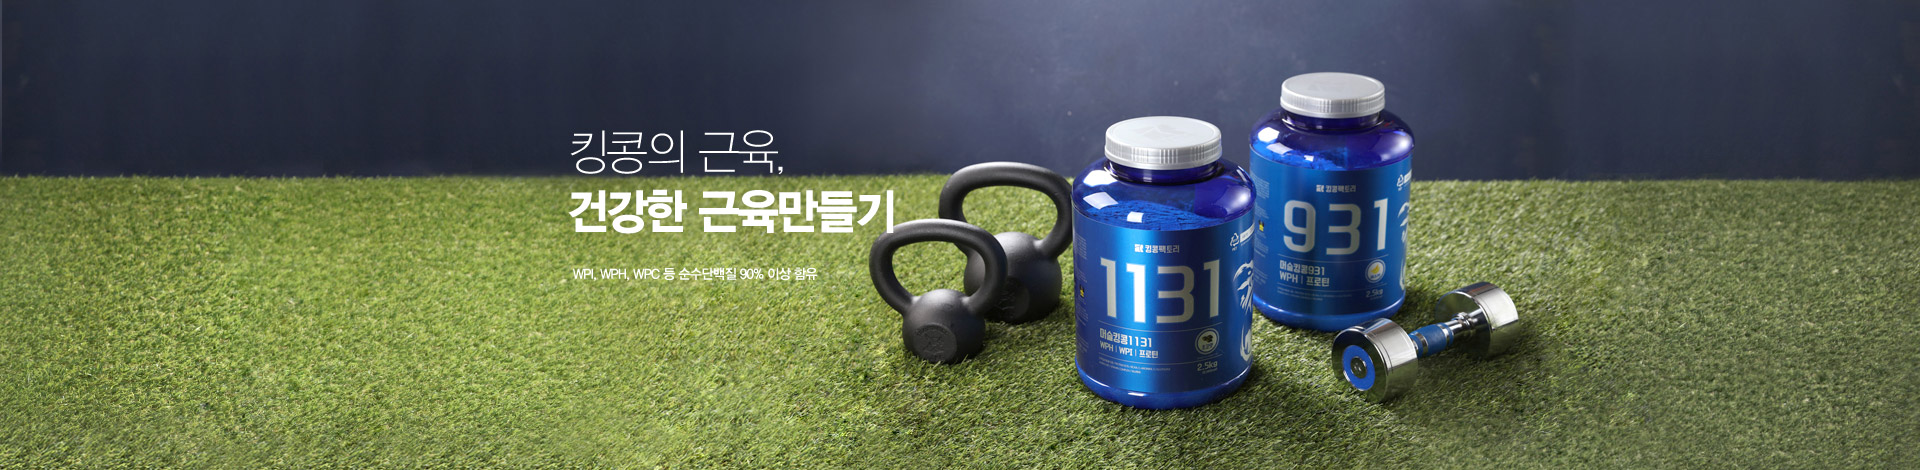 킹콩의 근육,
건강한 근육만들기
WPI, WPH, WPC 등 순수단백질 90% 이상 함유
킹콩팩토리
1131
머슬킹콩1131
WPH | WPI | 프로틴
2.5kg
킹콩팩토리
931
머슬킹콩931
WPH | 프로틴
2.5kg